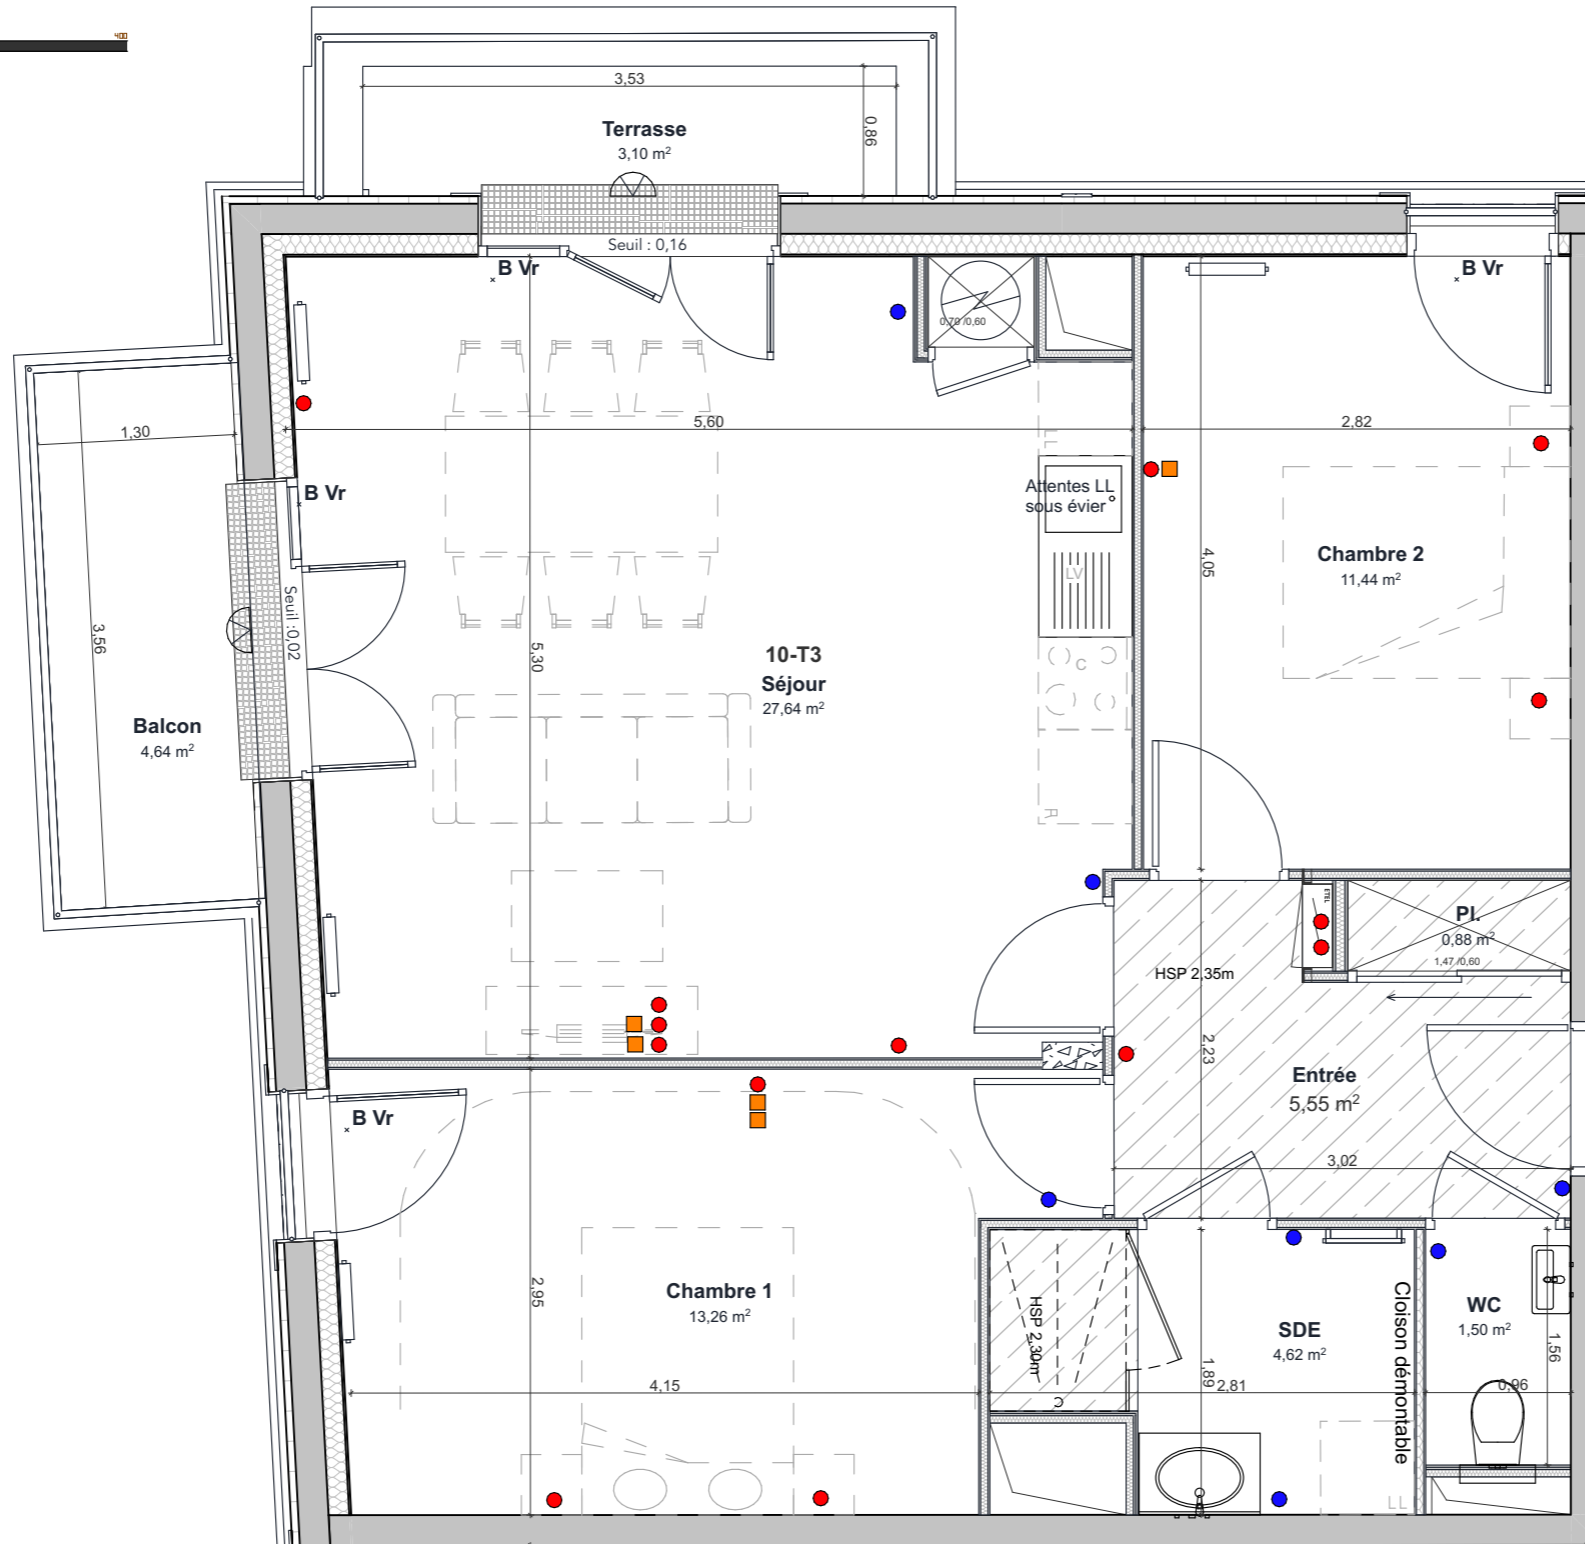 400
3,53
0,86
Terrasse
3,10 m²
Seuil : 0,16
B Vr
B Vr
0,70 /0,60
1,30
5,60
2,82
B Vr
Attentes LL
sous évier
LV
4,05
Chambre 2
11,44 m²
Seuil :0,02
3,56
5,30
10-T3
Séjour
27,64 m²
C
Balcon
4,64 m²
R
ETEL
Pl.
0,88 m²
1,47 /0,60
HSP 2,35m
2,23
Entrée
5,55 m²
B Vr
3,02
2,95
Chambre 1
13,26 m²
HSP 2,30m
Cloison démontable
WC
1,50 m²
SDE
4,62 m²
1,56
1,89
4,15
2,81
0,96
C
LL